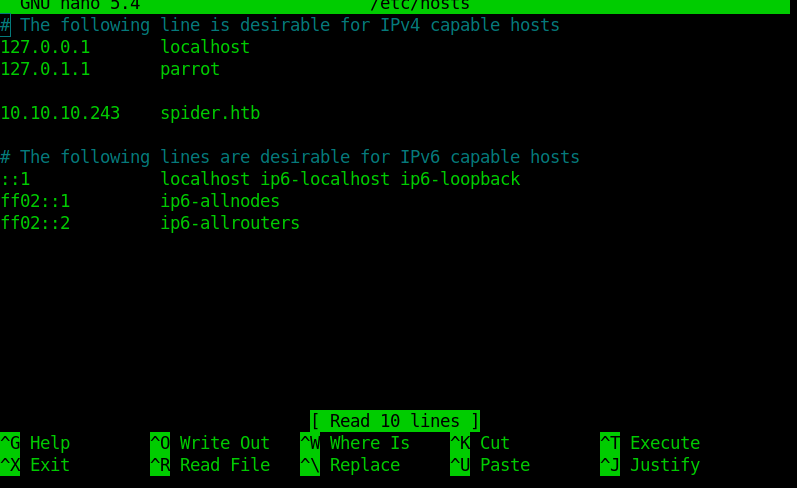 GNU nano 5.4 /etc/hosts
# The following line is desirable for IPv4 capable hosts
127.0.0.1 localhost
127.0.1.1 parrot
10.10.10.243 spider.htb
# The following lines are desirable for IPv6 capable hosts
::1 localhost ip6-localhost ip6-loopback
ff02::1 ip6-allnodes
ff02::2 ip6-allrouters
[ Read 10 lines ]
^G Help ^O Write Out ^W Where Is ^K Cut ^T Execute
^X Exit ^R Read File ^\ Replace ^U Paste ^J Justify